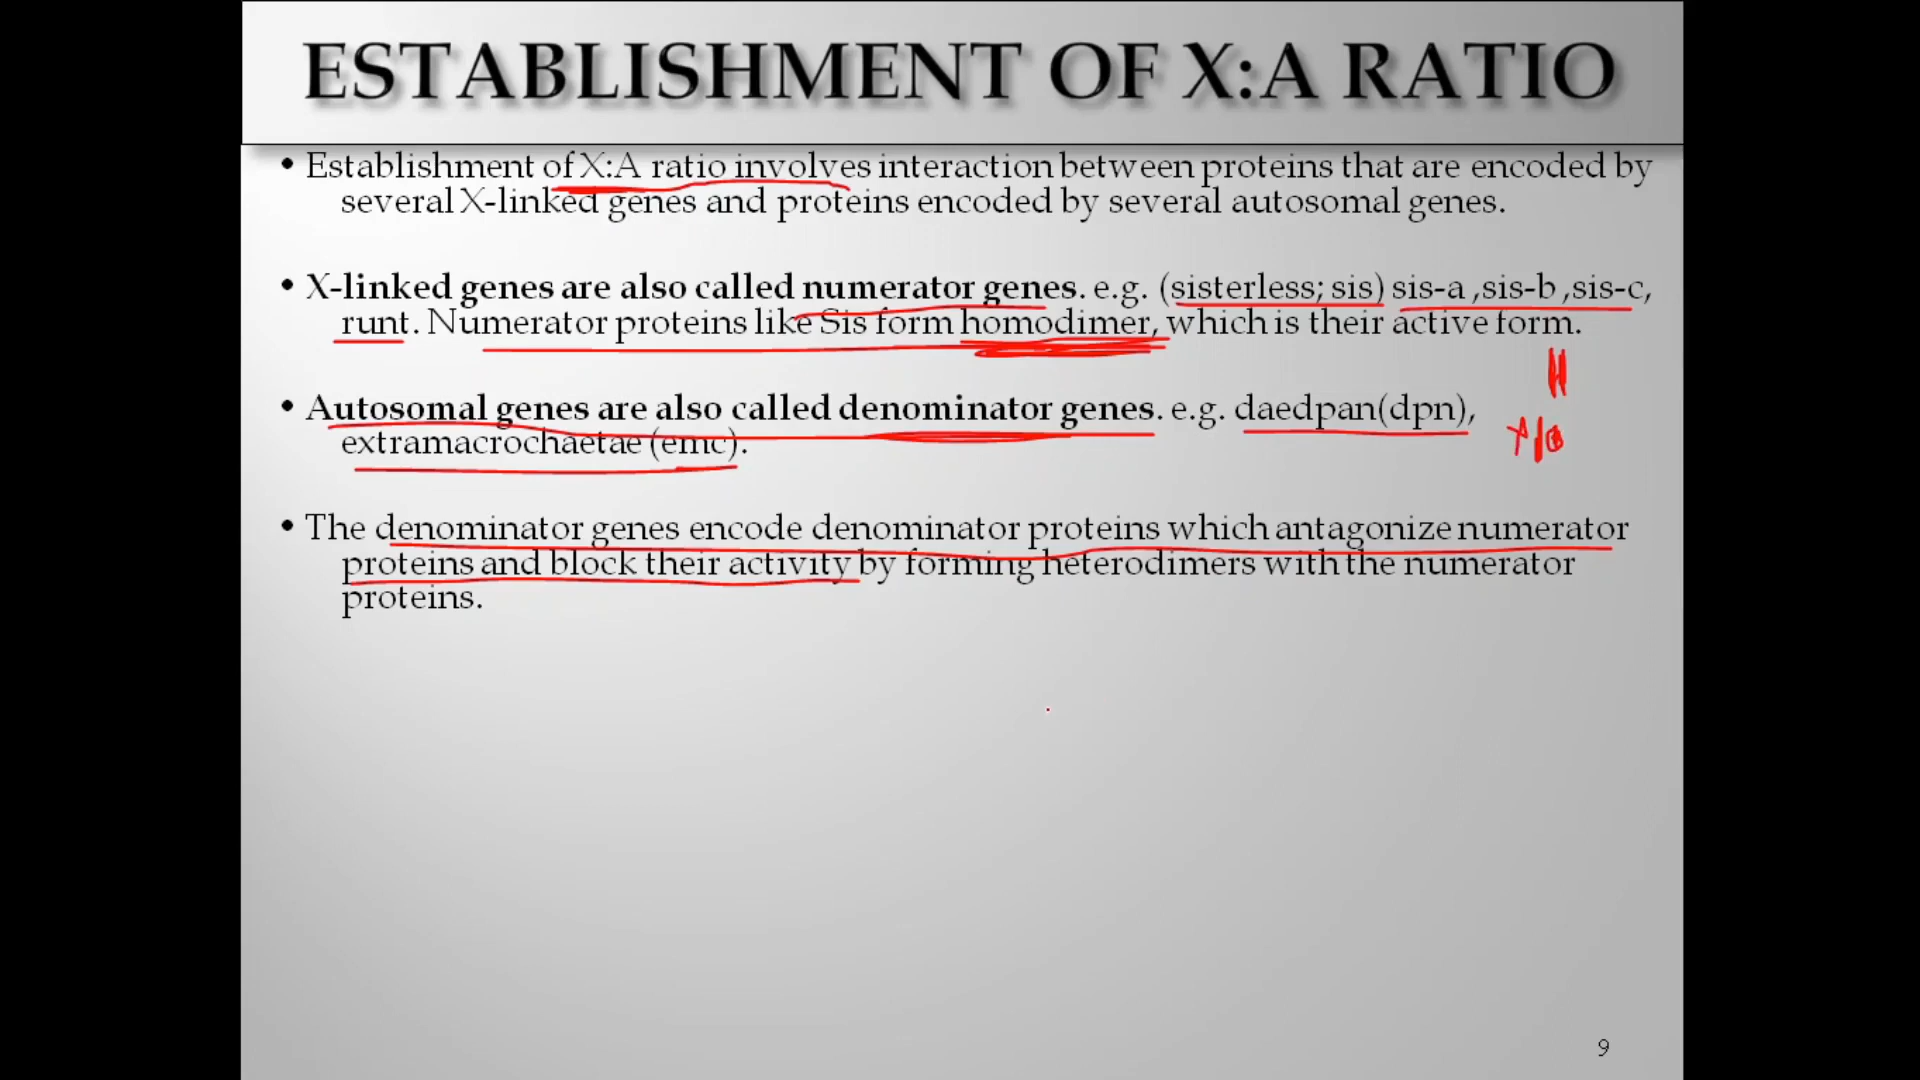 ESTABLISHMENT OF X:A RATIO
• Establishment of X:A ratio involves interaction between proteins that are encoded by
several X-linked genes and proteins encoded by several autosomal genes.
• X-linked genes are also called numerator genes. e.g. (sisterless; sis) sis-a ,sis-b ,sis-c,
runt. Numerator proteins like Sis form homodimer, which is their active form.
• Autosomal genes are also called denominator genes. e.g. daedpan(dpn),
extramacrochaetae (emc).
• The denominator genes encode denominator proteins which antagonize numerator
proteins and block their activity by forming heterodimers with the numerator
proteins.
9